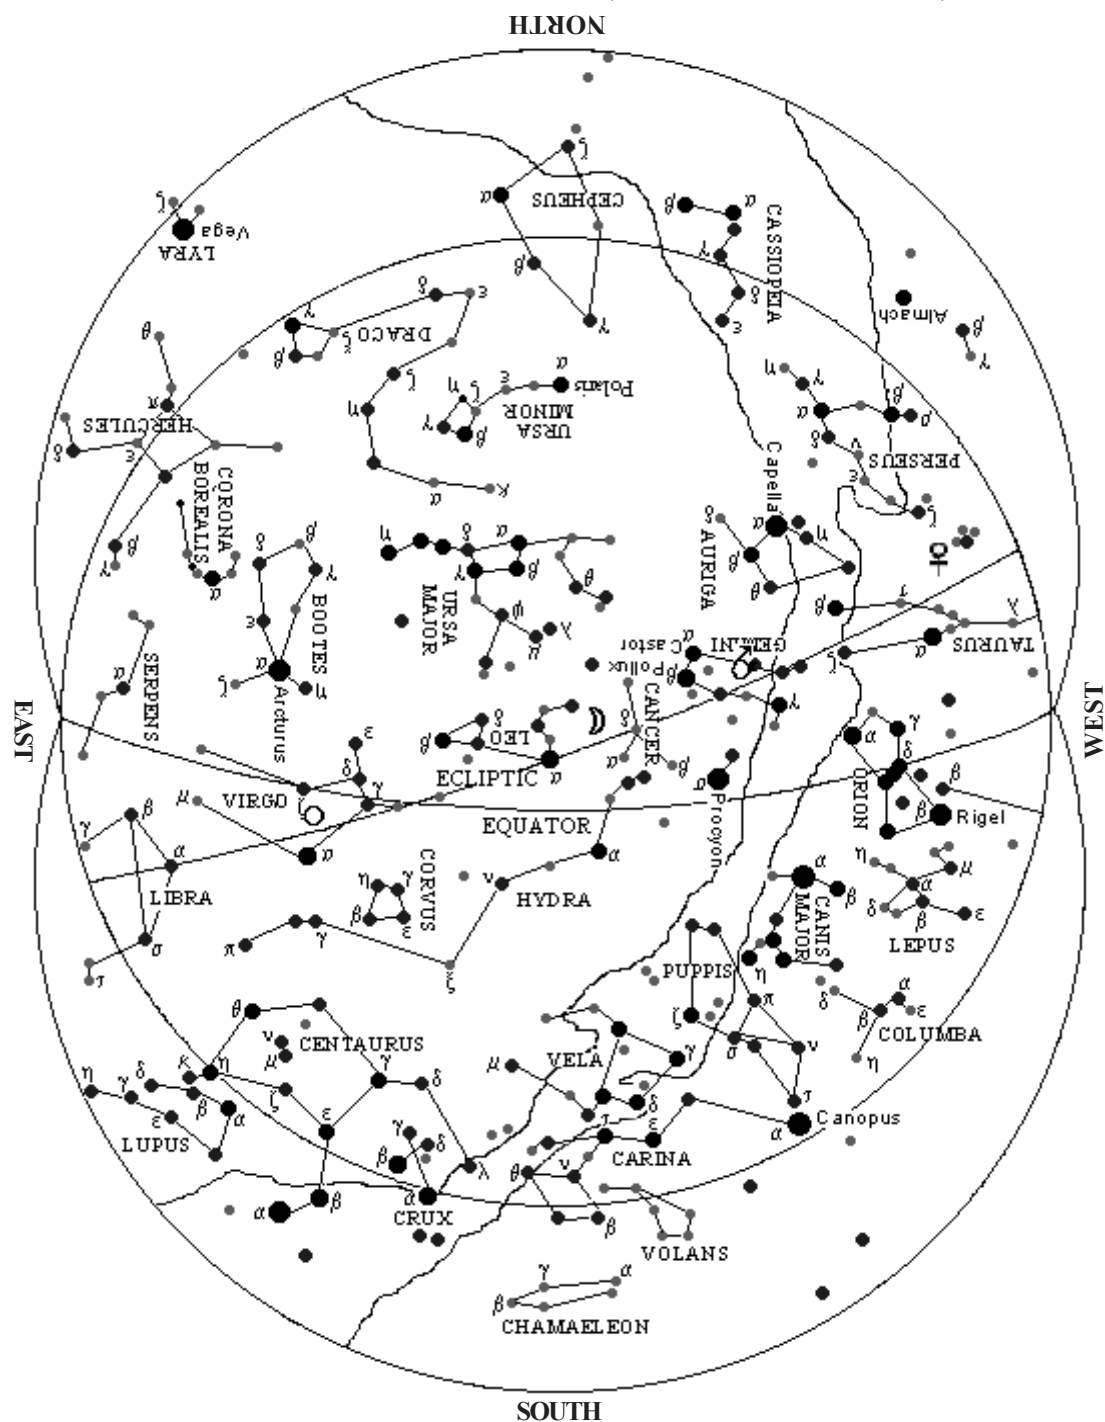 NORTH
ζ
α
CEPHEUS
β
γ
β
α
CASSIOPEIA
γ
δ
ε
ζ
Vega
LYRA
Almach
β
γ
θ
γ
δ
ε
DRACO
ζ
β
ζ
η
α
κ
α
Polaris
ε
ζ
η
γ
β
URSA
MINOR
η
γ
α
β
ρ
δ
ν
PERSEUS
ε
ζ
π
HERCULES
δ
ε
β
γ
CORONA
BOREALIS
α
δ
β
γ
BOOTES
ε
α
ζ
η
Arcturus
η
δ
α
γ
β
θ
URSA
MAJOR
ψ
λ
μ
Capella
δ
α
η
AURIGA
β
θ
♀
β
τ
λ
TAURUS
α
ζ
Castor
α
GEMINI
♂
Pollux
β
γ
SERPENS
α
EAST
WEST
CANCER
δ
α
β
β
δ
LEO
α
ECLIPTIC
EQUATOR
ε
δ
γ
VIRGO
ζ
μ
α
α
Procyon
α
γ
δ
ORION
β
β
Rigel
β
γ
α
LIBRA
σ
τ
η
γ
CORVUS
β
ε
α
ν
HYDRA
π
γ
ξ
α
CANIS
MAJOR
β
η
η
μ
α
δ
β
ε
LEPUS
PUPPIS
π
ζ
σ
ν
τ
α
δ
β
ε
COLUMBA
η
θ
ν
CENTAURUS
μ
κ
η
γ
δ
ζ
ε
λ
β
α
η
γ
δ
β
α
ε
LUPUS
μ
VELA
γ
δ
τ
ε
α
Canopus
CARINA
θ
ν
β
γ
δ
β
α
CRUX
VOLANS
γ
α
β
CHAMAELEON
SOUTH